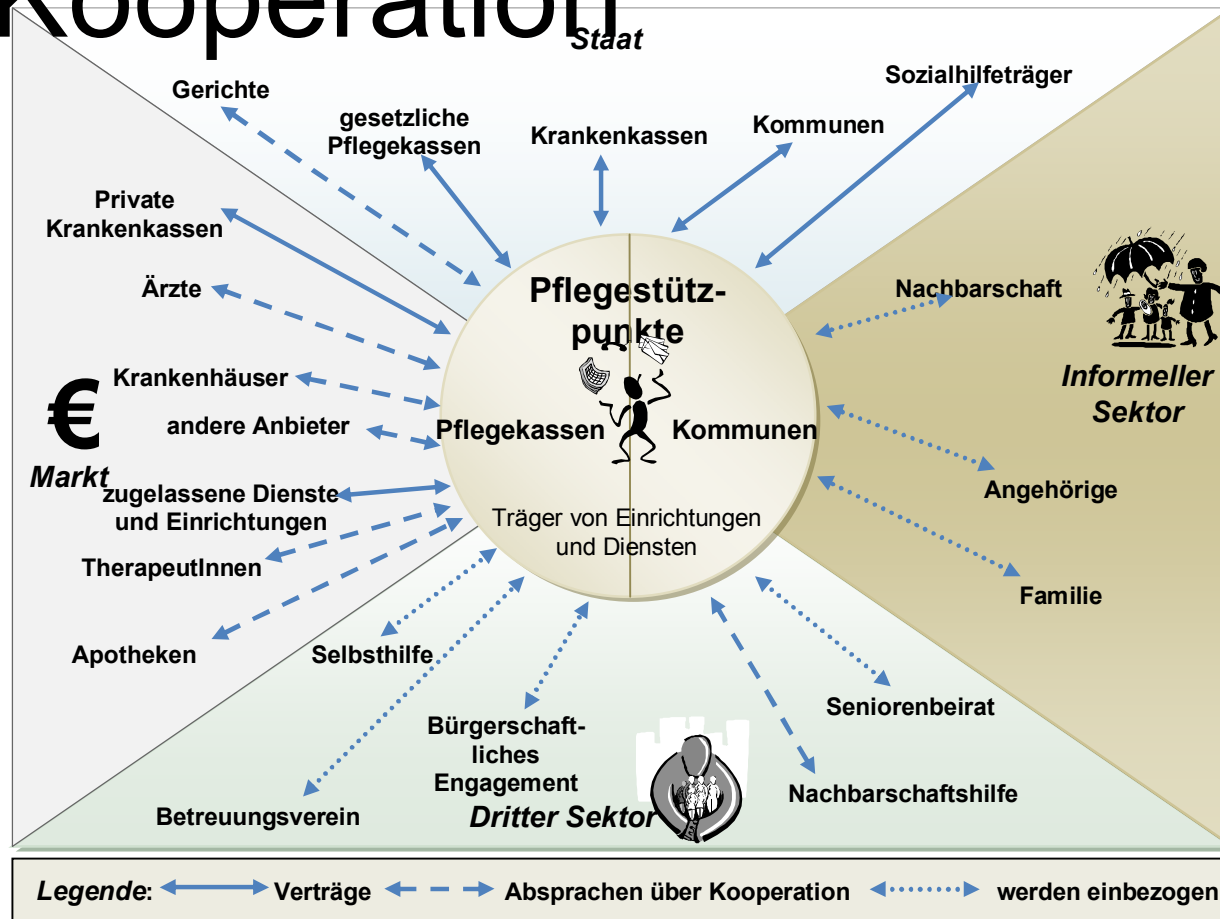 Kooperation
Staat
Gerichte
gesetzliche
Pflegekassen
Krankenkassen
Kommunen
Sozialhilfeträger
Private
Krankenkassen
Ärzte
Krankenhäuser
andere Anbieter
€
Markt
zugelassene Dienste
und Einrichtungen
TherapeutInnen
Apotheken
Pflegestütz-
punkte
Pflegekassen
Kommunen
Träger von Einrichtungen
und Diensten
Nachbarschaft
Informeller
Sektor
Angehörige
Familie
Selbsthilfe
Betreuungsverein
Bürgerschaft-
liches
Engagement
Dritter Sektor
Seniorenbeirat
Nachbarschaftshilfe
Legende: Verträge Absprachen über Kooperation werden einbezogen